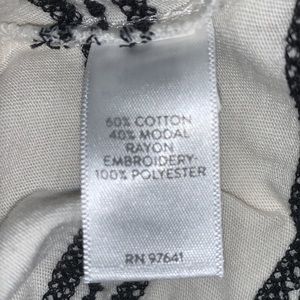 60% COTTON
40% MODAL
RAYON
EMBROIDERY-
100% POLYESTER
RN 97641